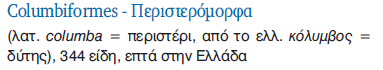 Columbiformes - Περιστερόμορφα
(λατ. columba = περιστέρι, από το ελλ. κόλυμβος =
δύτης), 344 είδη, επτά στην Ελλάδα